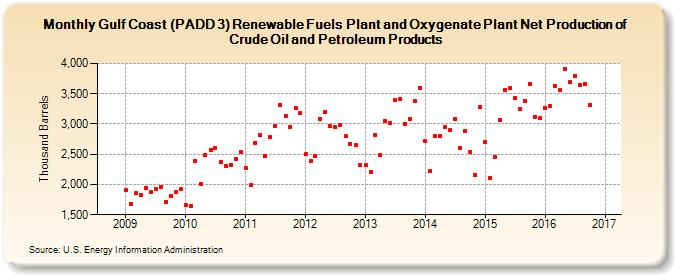 Monthly Gulf Coast (PADD 3) Renewable Fuels Plant and Oxygenate Plant Net Production of
Crude Oil and Petroleum Products
Thousand Barrels
4,000
3,500
3,000
2,500
2,000
1,500
2009 2010 2011 2012 2013 2014 2015 2016 2017
Source: U.S. Energy Information Administration